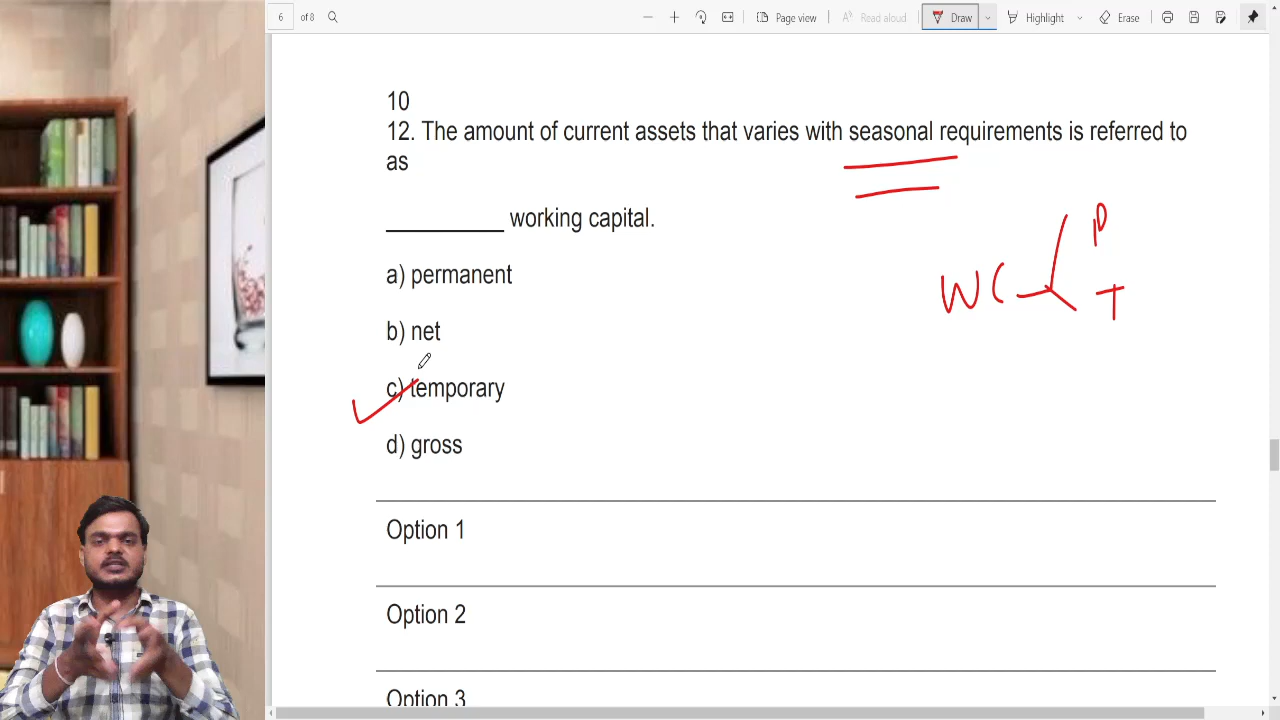 6 of 8 Page view Read aloud Draw Highlight Erase
10
12. The amount of current assets that varies with seasonal requirements is referred to
as
__________ working capital.
a) permanent
b) net
c) temporary
d) gross
WC P
T
Option 1
Option 2
Option 3